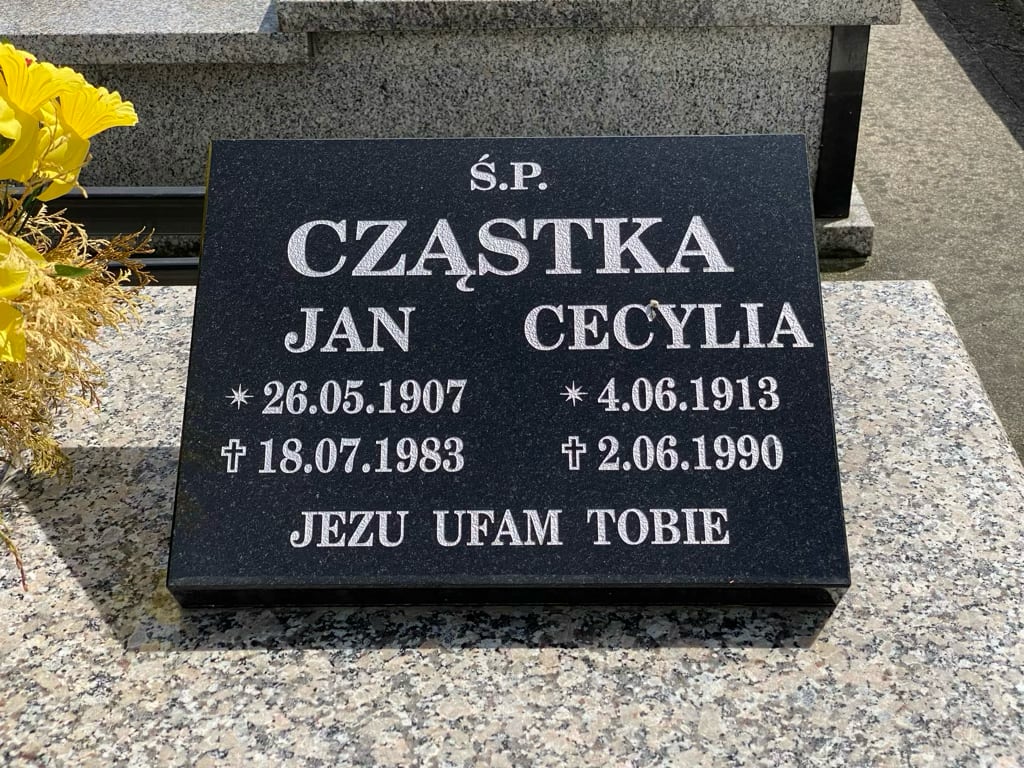 Ś.P.
CZĄSTKA
JAN CECYLIA
* 26.05.1907 * 4.06.1913
✝ 18.07.1983 ✝ 2.06.1990
JEZU UFAM TOBIE